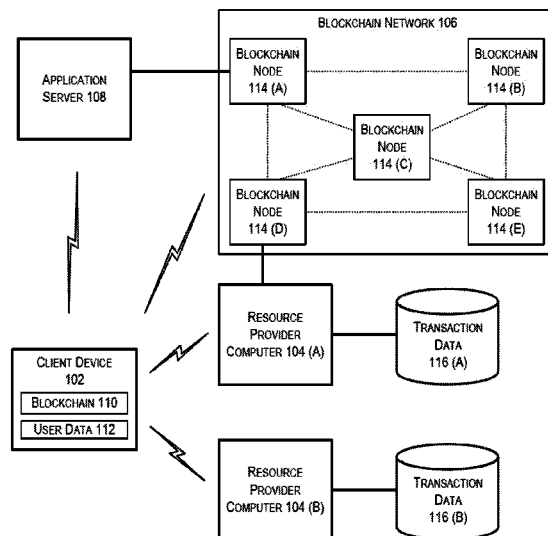 BLOCKCHAIN NETWORK 106
APPLICATION
SERVER 108
BLOCKCHAIN
NODE
114 (A)
BLOCKCHAIN
NODE
114 (B)
BLOCKCHAIN
NODE
114 (C)
BLOCKCHAIN
NODE
114 (D)
BLOCKCHAIN
NODE
114 (E)
CLIENT DEVICE
102
BLOCKCHAIN 110
USER DATA 112
RESOURCE
PROVIDER
COMPUTER 104 (A)
TRANSACTION
DATA
116 (A)
RESOURCE
PROVIDER
COMPUTER 104 (B)
TRANSACTION
DATA
116 (B)